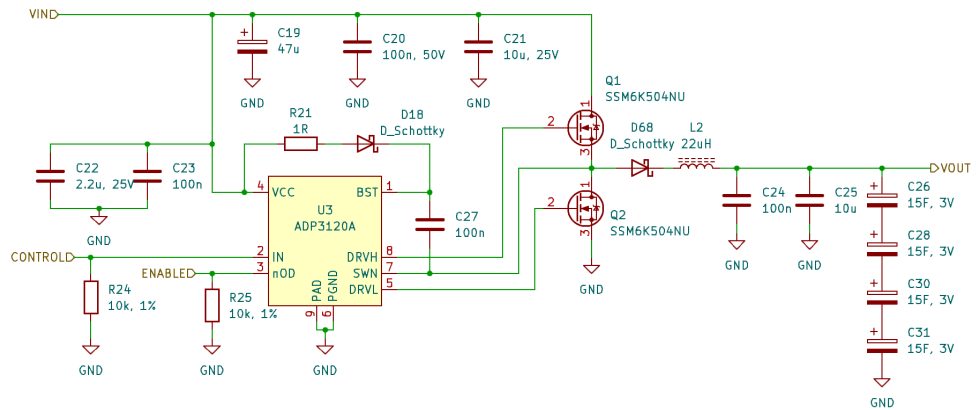 VIN
C19
47u
GND
C20
100n, 50V
GND
C21
10u, 25V
GND
Q1
SSM6K504NU
1
2
3
R21
1R
D18
D_Schottky
D68
D_Schottky
L2
22uH
VOUT
C22
2.2u, 25V
C23
100n
GND
4
VCC
BST
1
U3
ADP3120A
C27
100n
2
1
3
Q2
SSM6K504NU
GND
C24
100n
GND
C25
10u
GND
C26
15F, 3V
C28
15F, 3V
C30
15F, 3V
C31
15F, 3V
GND
CONTROL
2
IN
DRVH
8
ENABLED
3
nOD
SWN
7
DRVL
5
PAD
PGND
9
6
GND
R24
10k, 1%
GND
R25
10k, 1%
GND
+
+
+
+
+